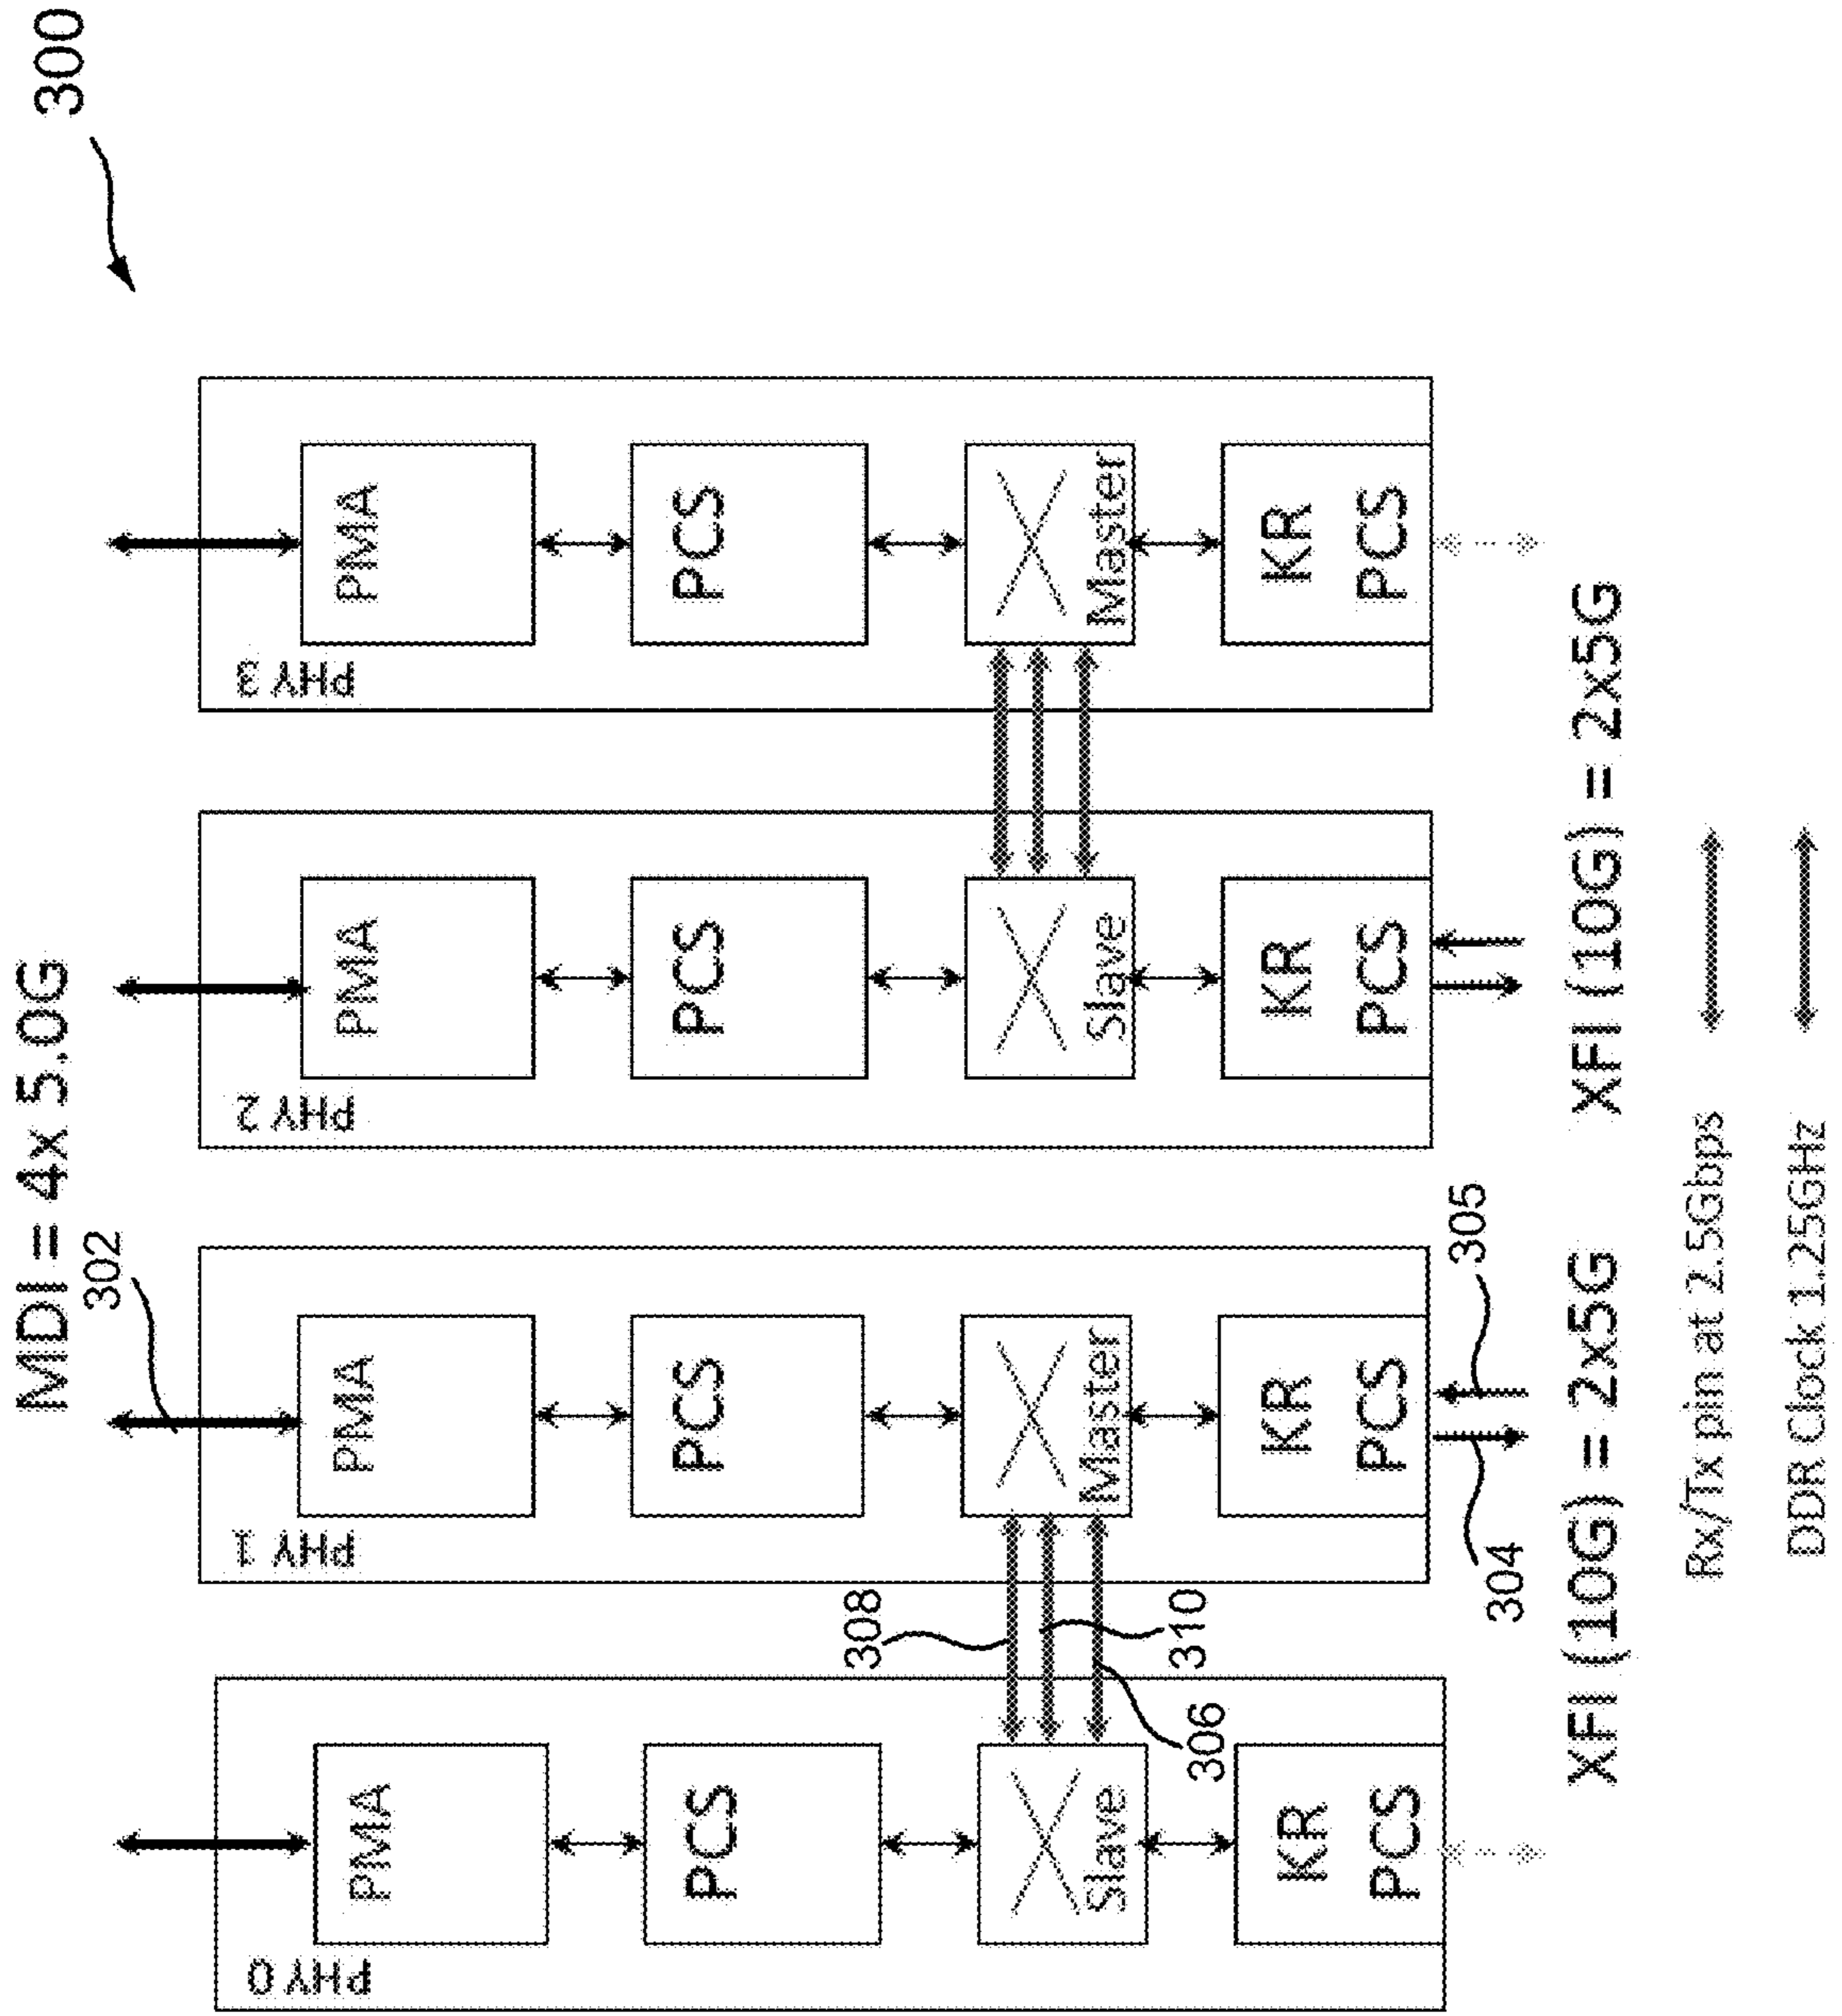 300
MDI = 4x 5.0G
302
PHY 0
PMA
PCS
Slave
KR
PCS
308
310
306
PHY 1
PMA
PCS
Master
KR
PCS
304
305
PHY 2
PMA
PCS
Slave
KR
PCS
PHY 3
PMA
PCS
Master
KR
PCS
XFI (10G) = 2x5G
XFI (10G) = 2x5G
Rx/Tx pin at 2.5Gbps
DDR Clock 1.25GHz